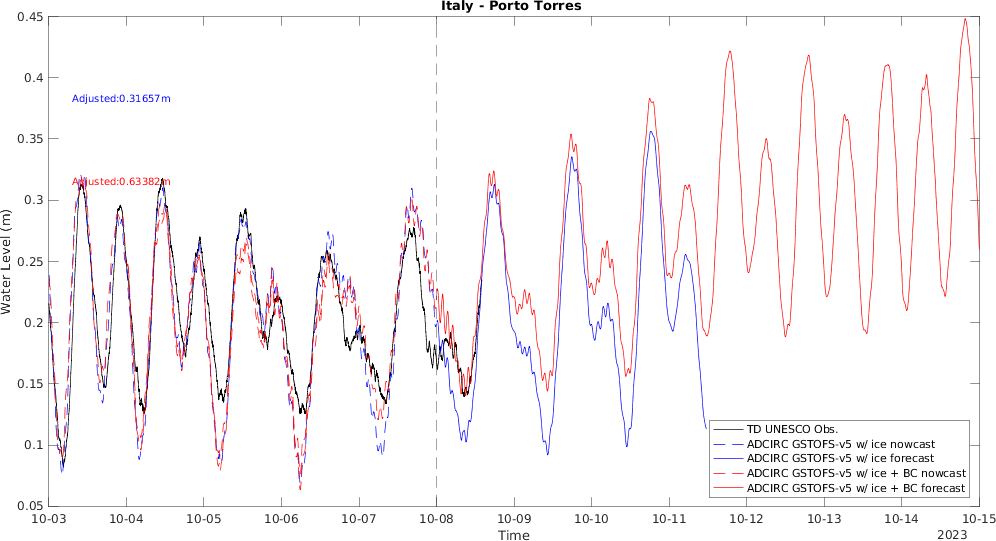 Italy - Porto Torres
0.45
0.4
0.35
0.3
0.25
0.2
0.15
0.1
0.05
Water Level (m)
Adjusted:0.31657m
Adjusted:0.63382m
TD UNESCO Obs.
ADCIRC GSTOFS-v5 w/ ice nowcast
ADCIRC GSTOFS-v5 w/ ice forecast
ADCIRC GSTOFS-v5 w/ ice + BC nowcast
ADCIRC GSTOFS-v5 w/ ice + BC forecast
10-03 10-04 10-05 10-06 10-07 10-08 10-09 10-10 10-11 10-12 10-13 10-14 10-15
Time
2023